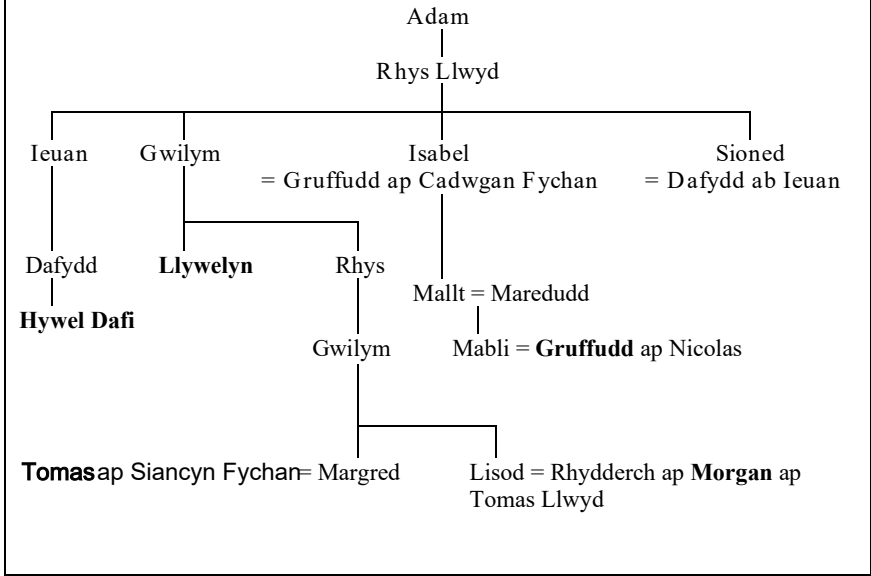 Adam
Rhys Llwyd
Ieuan Gwilym Isabel Sioned
= Gruffudd ap Cadwgan Fychan = Dafydd ab Ieuan
Dafydd Llywelyn Rhys
Mallt = Maredudd
Hywel Dafi
Gwilym Mabli = Gruffudd ap Nicolas
Tomas ap Siancyn Fychan = Margred Lisod = Rhydderch ap Morgan ap
Tomas Llwyd